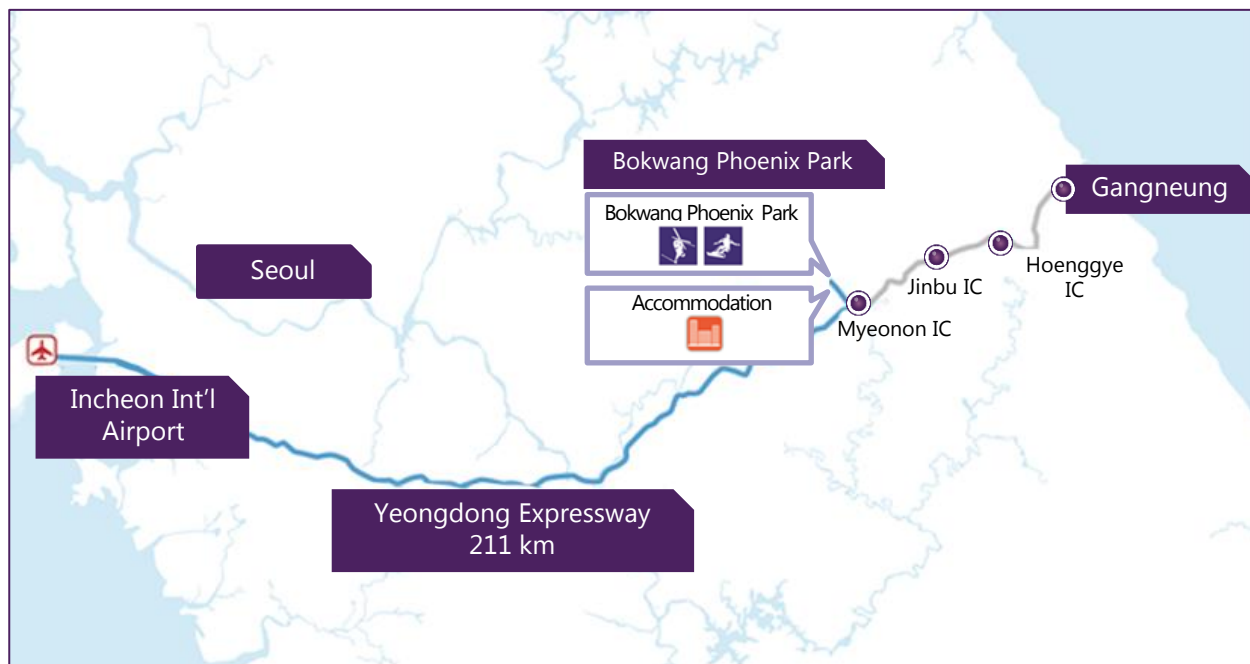 Bokwang Phoenix Park
Bokwang Phoenix Park
Gangneung
Seoul
Accommodation
Hoenggye
IC
Jinbu IC
Myeonon IC
Incheon Int’l
Airport
Yeongdong Expressway
211 km